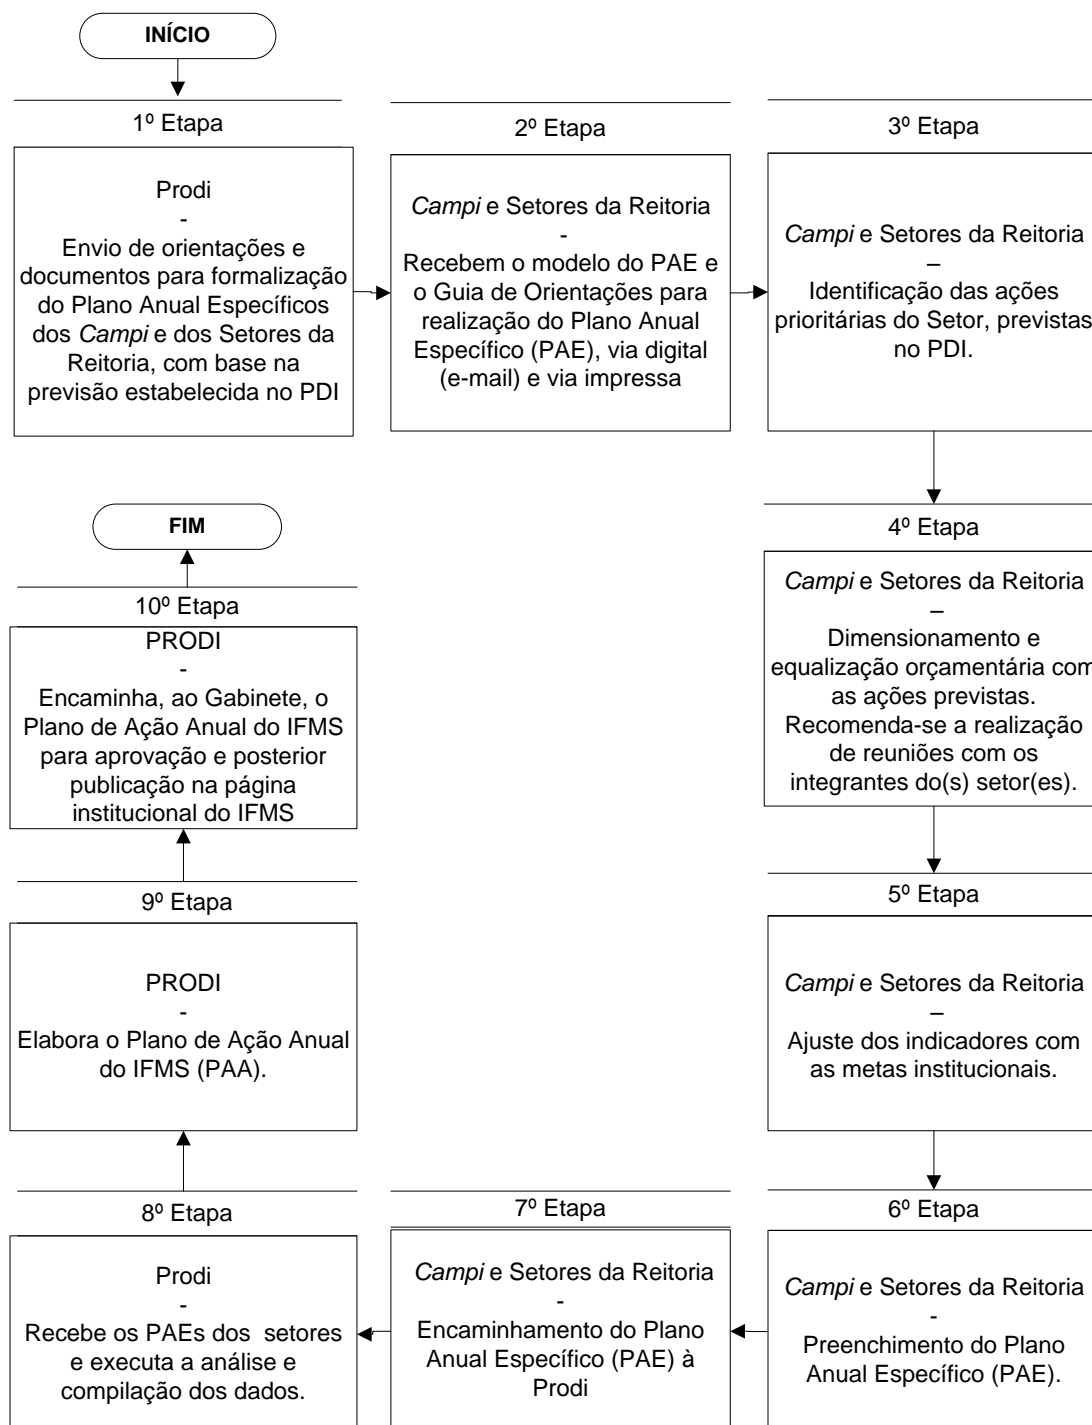 INÍCIO
1º Etapa
Prodi
-
Envio de orientações e
documentos para formalização
do Plano Anual Específicos
dos Campi e dos Setores da
Reitoria, com base na
previsão estabelecida no PDI
2º Etapa
Campi e Setores da Reitoria
-
Recebem o modelo do PAE e
o Guia de Orientações para
realização do Plano Anual
Específico (PAE), via digital
(e-mail) e via impressa
3º Etapa
Campi e Setores da Reitoria
–
Identificação das ações
prioritárias do Setor, previstas
no PDI.
4º Etapa
Campi e Setores da Reitoria
–
Dimensionamento e
equalização orçamentária com
as ações previstas.
Recomenda-se a realização
de reuniões com os
integrantes do(s) setor(es).
5º Etapa
Campi e Setores da Reitoria
–
Ajuste dos indicadores com
as metas institucionais.
6º Etapa
Campi e Setores da Reitoria
-
Preenchimento do Plano
Anual Específico (PAE).
7º Etapa
Campi e Setores da Reitoria
-
Encaminhamento do Plano
Anual Específico (PAE) à
Prodi
8º Etapa
Prodi
-
Recebe os PAEs dos setores
e executa a análise e
compilação dos dados.
9º Etapa
PRODI
-
Elabora o Plano de Ação Anual
do IFMS (PAA).
10º Etapa
PRODI
-
Encaminha, ao Gabinete, o
Plano de Ação Anual do IFMS
para aprovação e posterior
publicação na página
institucional do IFMS
FIM